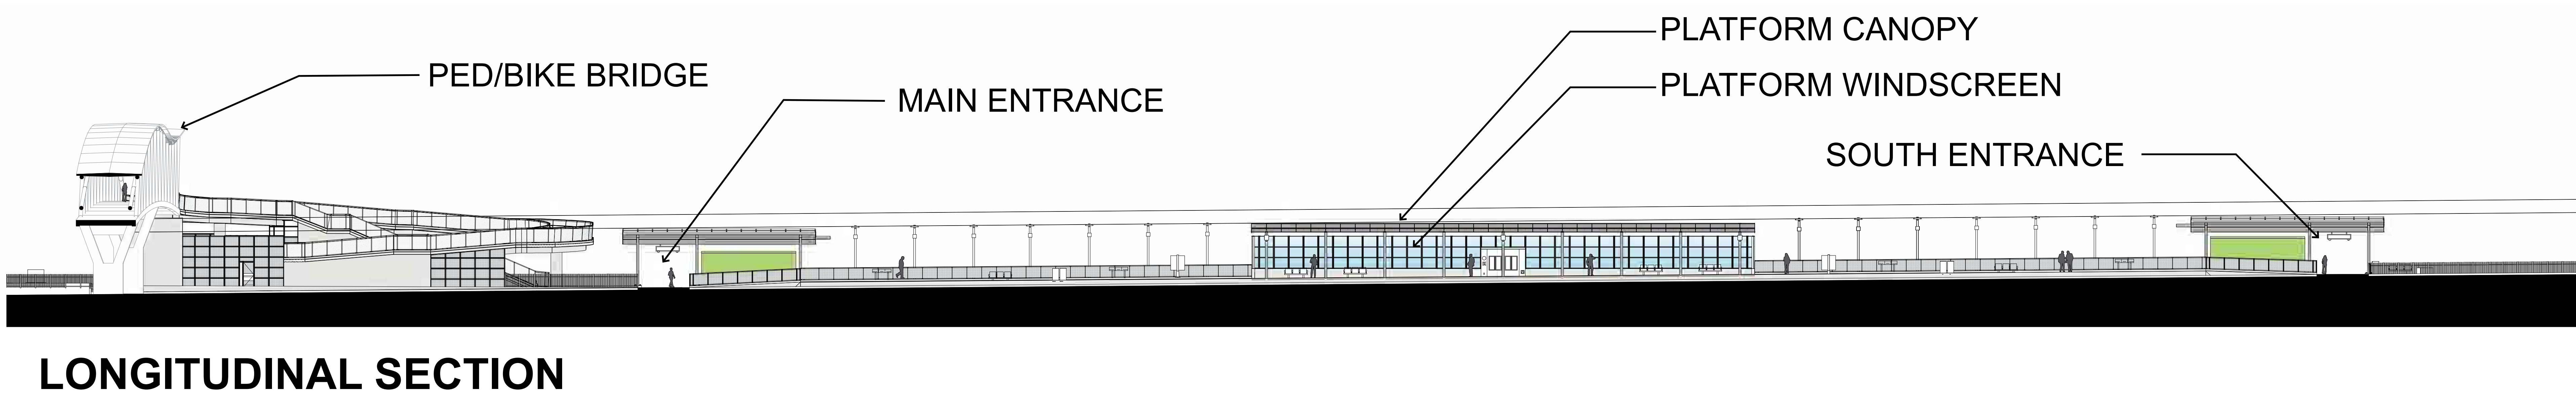 PLATFORM CANOPY
PED/BIKE BRIDGE
PLATFORM WINDSCREEN
MAIN ENTRANCE
SOUTH ENTRANCE
LONGITUDINAL SECTION